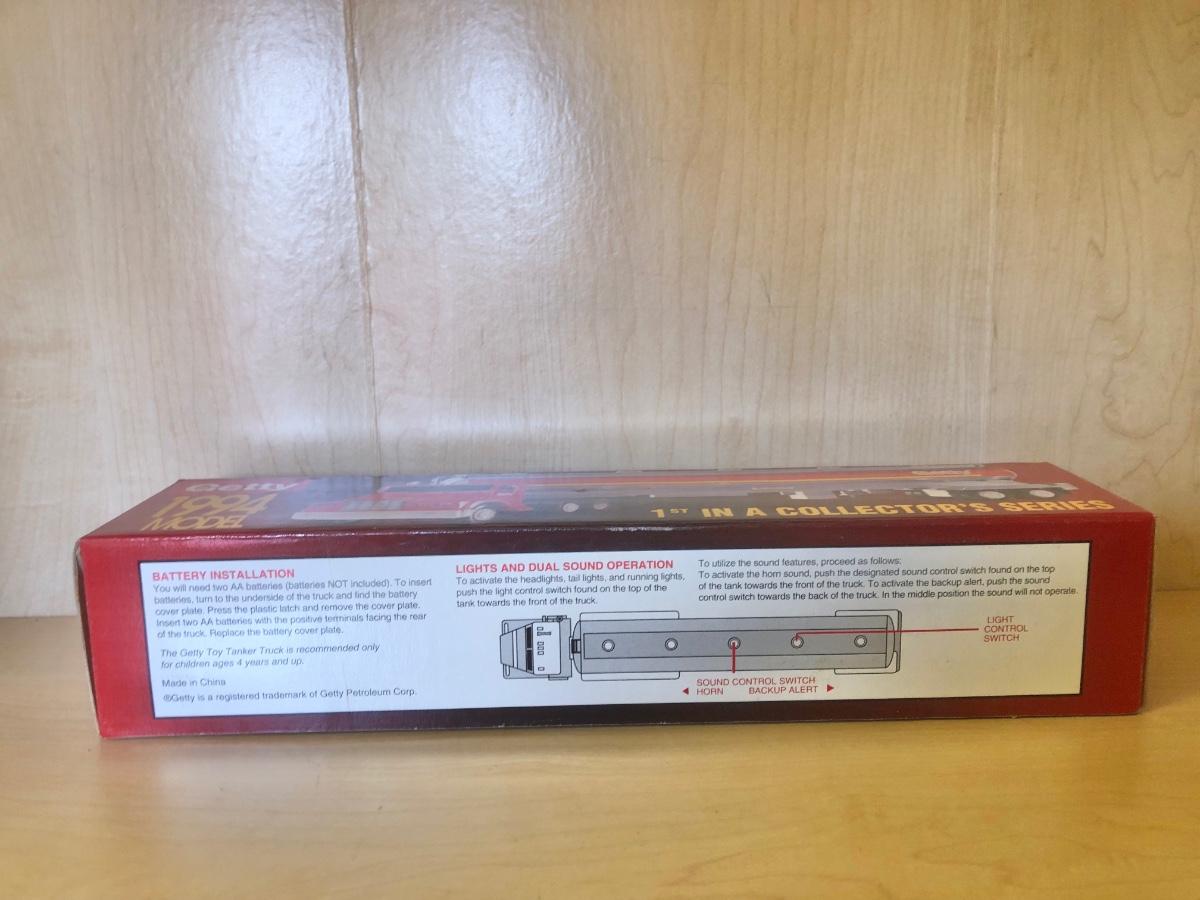 Getty
1994
MODEL
1ST IN A COLLECTOR'S SERIES
BATTERY INSTALLATION
You will need two AA batteries (batteries NOT included). To insert
batteries, turn to the underside of the truck and find the battery
cover plate. Press the plastic latch and remove the cover plate.
Insert two AA batteries with the positive terminals facing the rear
of the truck. Replace the battery cover plate.
The Getty Toy Tanker Truck is recommended only
for children ages 4 years and up.
Made in China
®Getty is a registered trademark of Getty Petroleum Corp.
LIGHTS AND DUAL SOUND OPERATION
To activate the headlights, tail lights, and running lights,
push the light control switch found on the top of the
tank towards the front of the truck.
To utilize the sound features, proceed as follows:
To activate the horn sound, push the designated sound control switch found on the top
of the tank towards the front of the truck. To activate the backup alert, push the sound
control switch towards the back of the truck. In the middle position the sound will not operate.
LIGHT
CONTROL
SWITCH
SOUND CONTROL SWITCH
◀ HORN BACKUP ALERT ▶